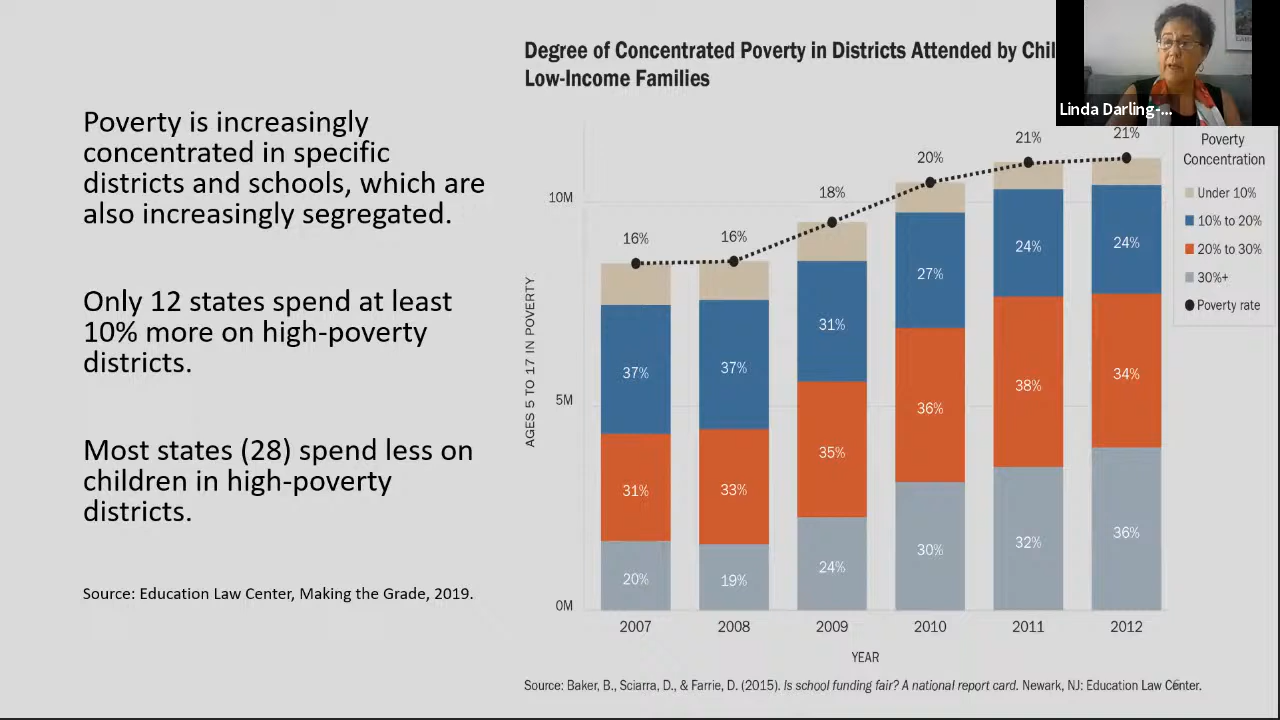 Degree of Concentrated Poverty in Districts Attended by Chil
Low-Income Families
Linda Darling-...
Poverty is increasingly
concentrated in specific
districts and schools, which are
also increasingly segregated.
Only 12 states spend at least
10% more on high-poverty
districts.
Most states (28) spend less on
children in high-poverty
districts.
Source: Education Law Center, Making the Grade, 2019.
AGES 5 TO 17 IN POVERTY
10M
5M
0M
16%
16%
18%
20%
21%
21%
37%
31%
20%
37%
33%
19%
31%
35%
24%
27%
36%
30%
24%
38%
32%
24%
34%
36%
2007
2008
2009
2010
2011
2012
YEAR
Poverty
Concentration
Under 10%
10% to 20%
20% to 30%
30%+
Poverty rate
Source: Baker, B., Sciarra, D., & Farrie, D. (2015). Is school funding fair? A national report card. Newark, NJ: Education Law Center.